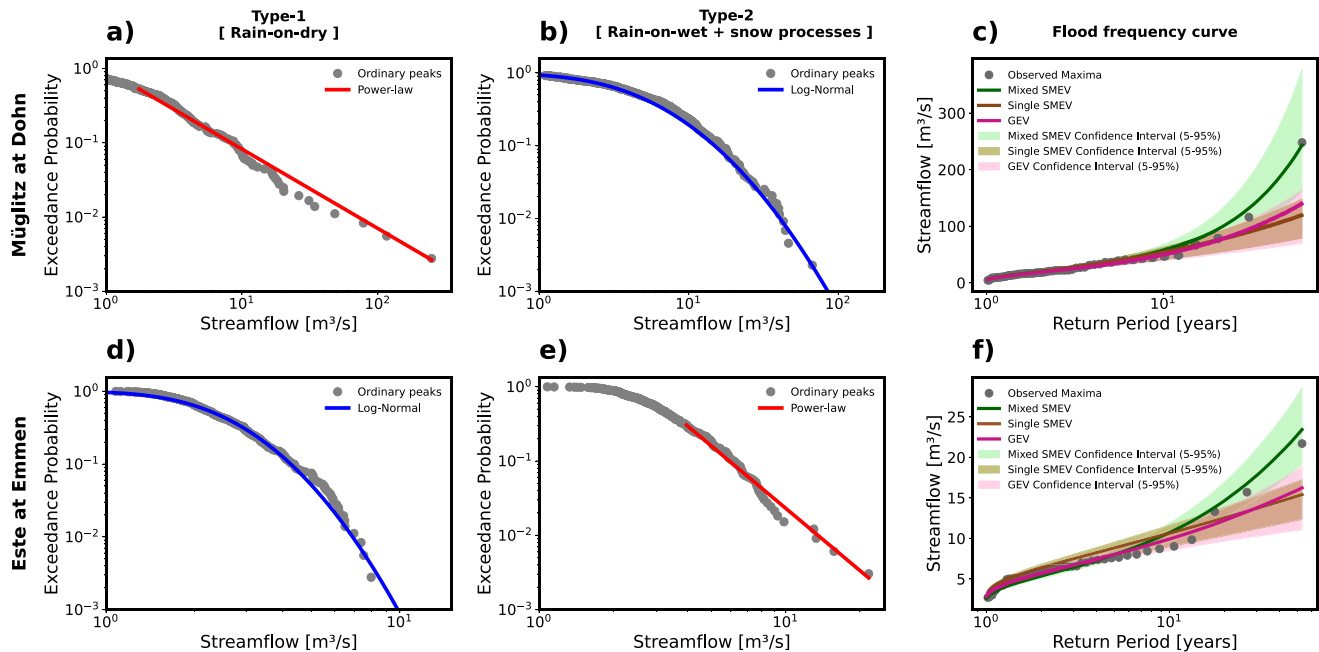 Type-1
[ Rain-on-dry ]
Type-2
[ Rain-on-wet + snow processes ]
Flood frequency curve
a)
b)
c)
Müglitz at Dohn
Exceedance Probability
10⁰
10⁻¹
10⁻²
10⁻³
Ordinary peaks
Power-law
10⁰
10¹
10²
Streamflow [m³/s]
Exceedance Probability
10⁰
10⁻¹
10⁻²
10⁻³
Ordinary peaks
Log-Normal
10⁰
10¹
10²
Streamflow [m³/s]
Streamflow [m³/s]
300
200
100
0
Observed Maxima
Mixed SMEV
Single SMEV
GEV
Mixed SMEV Confidence Interval (5-95%)
Single SMEV Confidence Interval (5-95%)
GEV Confidence Interval (5-95%)
10⁰
10¹
Return Period [years]
d)
e)
f)
Este at Emmen
Exceedance Probability
10⁰
10⁻¹
10⁻²
10⁻³
Ordinary peaks
Log-Normal
10⁰
10¹
Streamflow [m³/s]
Exceedance Probability
10⁰
10⁻¹
10⁻²
10⁻³
Ordinary peaks
Power-law
10⁰
10¹
Streamflow [m³/s]
Streamflow [m³/s]
25
20
15
10
5
Observed Maxima
Mixed SMEV
Single SMEV
GEV
Mixed SMEV Confidence Interval (5-95%)
Single SMEV Confidence Interval (5-95%)
GEV Confidence Interval (5-95%)
10⁰
10¹
Return Period [years]